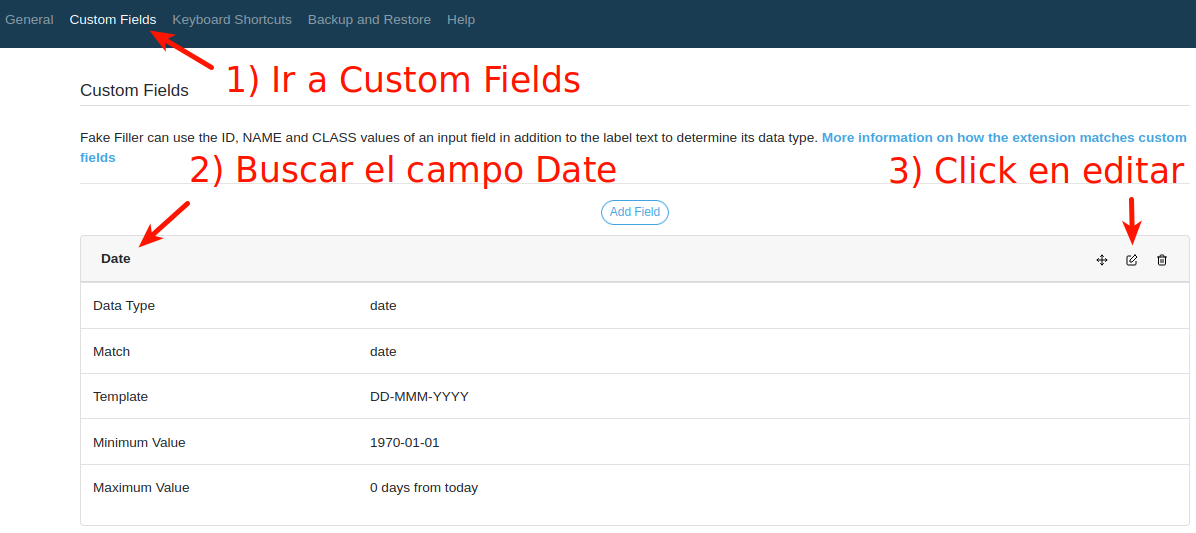 General Custom Fields Keyboard Shortcuts Backup and Restore Help
1) Ir a Custom Fields
Custom Fields
Fake Filler can use the ID, NAME and CLASS values of an input field in addition to the label text to determine its data type. More information on how the extension matches custom
fields
2) Buscar el campo Date
3) Click en editar
Add Field
Date
Data Type date
Match date
Template DD-MMM-YYYY
Minimum Value 1970-01-01
Maximum Value 0 days from today